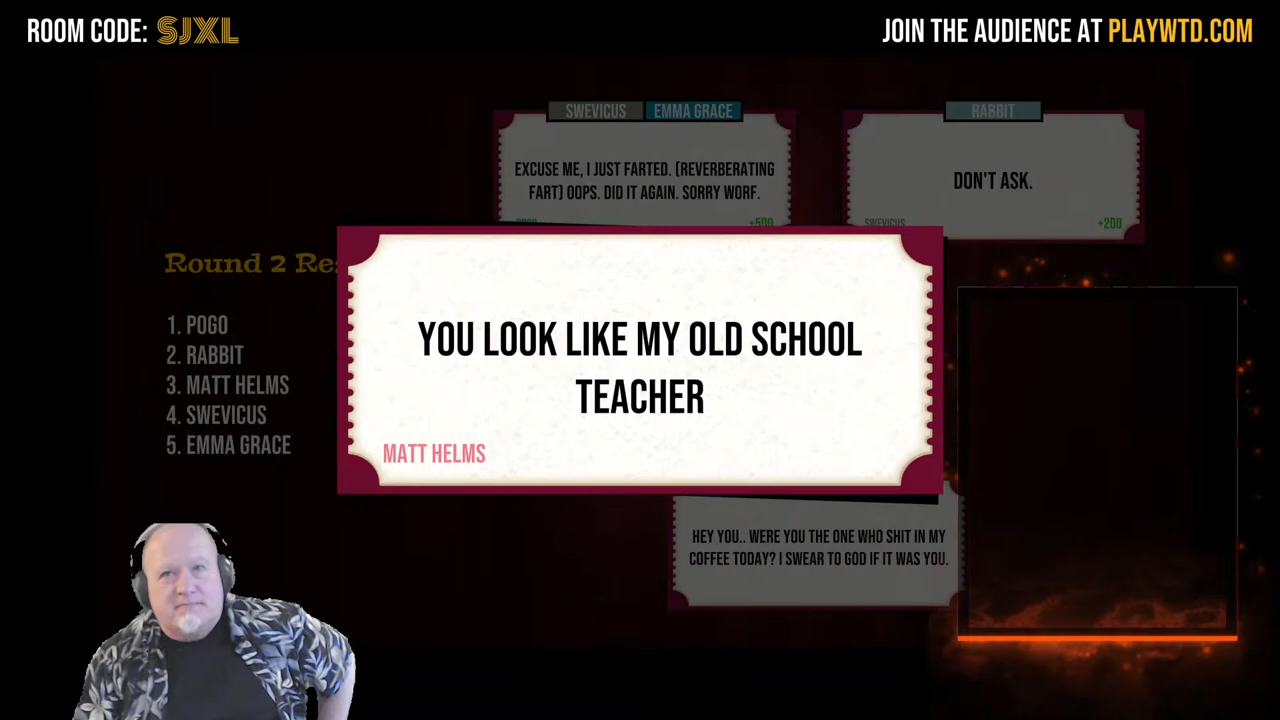 ROOM CODE: SJXL
JOIN THE AUDIENCE AT PLAYWTD.COM
SWEVICUS
EMMA GRACE
RABBIT
EXCUSE ME, I JUST FARTED. (REVERBERATING
FART) OOPS. DID IT AGAIN. SORRY WORF.
+500
DON'T ASK.
SWEVICUS
+200
Round 2 Re
1. POGO
2. RABBIT
3. MATT HELMS
4. SWEVICUS
5. EMMA GRACE
YOU LOOK LIKE MY OLD SCHOOL
TEACHER
MATT HELMS
HEY YOU.. WERE YOU THE ONE WHO SHIT IN MY
COFFEE TODAY? I SWEAR TO GOD IF IT WAS YOU.